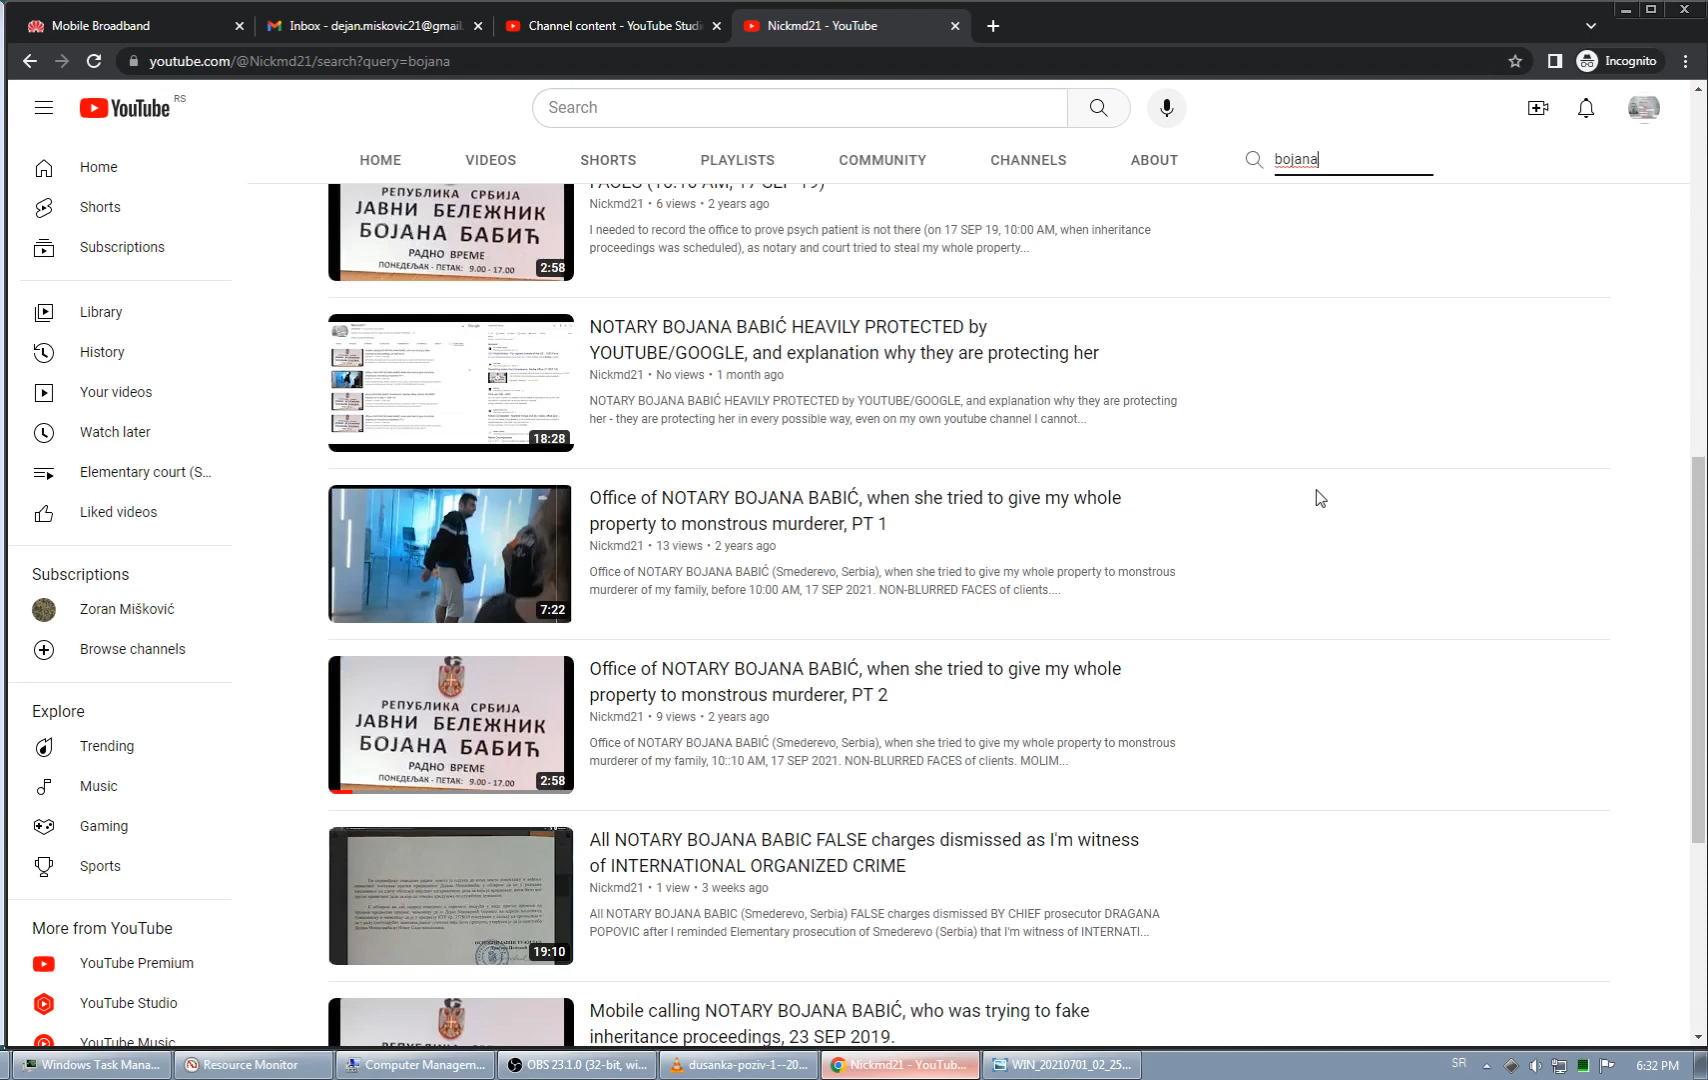 Mobile Broadband
Inbox - dejan.miskovic21@gmail.
Channel content - YouTube Studi
Nickmd21 - YouTube
youtube.com/@Nickmd21/search?query=bojana
Incognito
YouTube RS
Search
HOME VIDEOS SHORTS PLAYLISTS COMMUNITY CHANNELS ABOUT bojana
Home
Shorts
Subscriptions
Library
History
Your videos
Watch later
Elementary court (S...
Liked videos
Subscriptions
Zoran Mišković
Browse channels
Explore
Trending
Music
Gaming
Sports
More from YouTube
YouTube Premium
YouTube Studio
YouTube Music
РЕПУБЛИКА СРБИЈА
ЈАВНИ БЕЛЕЖНИК
БОЈАНА БАБИЋ
РАДНО ВРЕМЕ
ПОНЕДЕЉАК - ПЕТАК: 9.00 - 17.00
2:58
FACES (10:10 AM, 17 SEP 19)
Nickmd21 • 6 views • 2 years ago
I needed to record the office to prove psych patient is not there (on 17 SEP 19, 10:00 AM, when inheritance
proceedings was scheduled), as notary and court tried to steal my whole property...
18:28
NOTARY BOJANA BABIĆ HEAVILY PROTECTED by
YOUTUBE/GOOGLE, and explanation why they are protecting her
Nickmd21 • No views • 1 month ago
NOTARY BOJANA BABIĆ HEAVILY PROTECTED by YOUTUBE/GOOGLE, and explanation why they are protecting
her - they are protecting her in every possible way, even on my own youtube channel I cannot...
7:22
Office of NOTARY BOJANA BABIĆ, when she tried to give my whole
property to monstrous murderer, PT 1
Nickmd21 • 13 views • 2 years ago
Office of NOTARY BOJANA BABIĆ (Smederevo, Serbia), when she tried to give my whole property to monstrous
murderer of my family, before 10:00 AM, 17 SEP 2021. NON-BLURRED FACES of clients....
РЕПУБЛИКА СРБИЈА
ЈАВНИ БЕЛЕЖНИК
БОЈАНА БАБИЋ
РАДНО ВРЕМЕ
ПОНЕДЕЉАК - ПЕТАК: 9.00 - 17.00
2:58
Office of NOTARY BOJANA BABIĆ, when she tried to give my whole
property to monstrous murderer, PT 2
Nickmd21 • 9 views • 2 years ago
Office of NOTARY BOJANA BABIĆ (Smederevo, Serbia), when she tried to give my whole property to monstrous
murderer of my family, 10::10 AM, 17 SEP 2021. NON-BLURRED FACES of clients. MOLIM...
19:10
All NOTARY BOJANA BABIC FALSE charges dismissed as I'm witness
of INTERNATIONAL ORGANIZED CRIME
Nickmd21 • 1 view • 3 weeks ago
All NOTARY BOJANA BABIC (Smederevo, Serbia) FALSE charges dismissed BY CHIEF prosecutor DRAGANA
POPOVIC after I reminded Elementary prosecution of Smederevo (Serbia) that I'm witness of INTERNATI...
Mobile calling NOTARY BOJANA BABIĆ, who was trying to fake
inheritance proceedings, 23 SEP 2019.
Windows Task Mana...
Resource Monitor
Computer Managem...
OBS 23.1.0 (32-bit, wi...
dusanka-poziv-1--20...
Nickmd21 - YouTub...
WIN_20210701_02_25...
SR
6:32 PM